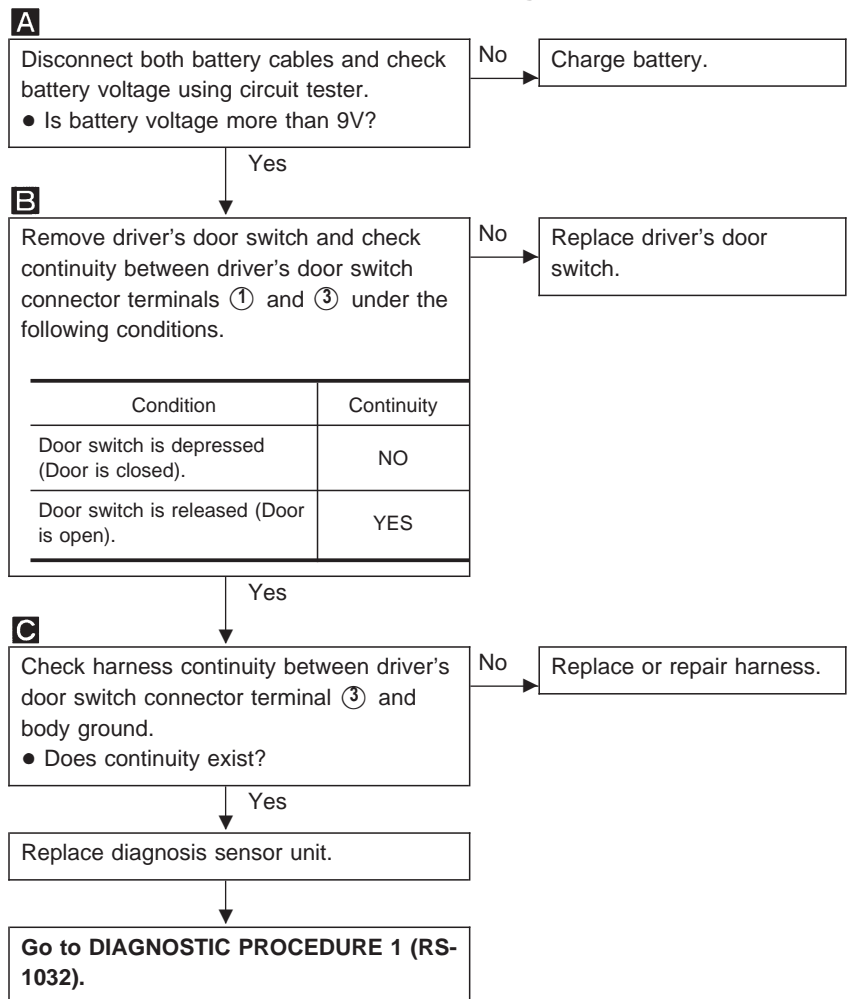 A
Disconnect both battery cables and check
battery voltage using circuit tester.
● Is battery voltage more than 9V?
No
Charge battery.
Yes
B
Remove driver's door switch and check
continuity between driver's door switch
connector terminals ① and ③ under the
following conditions.
No
Replace driver's door
switch.
Condition Continuity
Door switch is depressed
(Door is closed).
NO
Door switch is released (Door
is open).
YES
Yes
C
Check harness continuity between driver's
door switch connector terminal ③ and
body ground.
● Does continuity exist?
No
Replace or repair harness.
Yes
Replace diagnosis sensor unit.
Go to DIAGNOSTIC PROCEDURE 1 (RS-
1032).